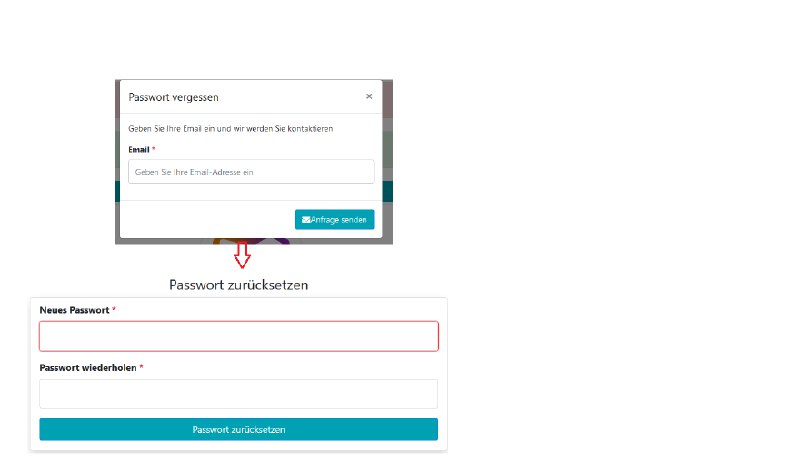 Passwort vergessen ×
Geben Sie Ihre Email ein und wir werden Sie kontaktieren
Email *
Geben Sie Ihre Email-Adresse ein
Anfrage senden
Passwort zurücksetzen
Neues Passwort *
Passwort wiederholen *
Passwort zurücksetzen